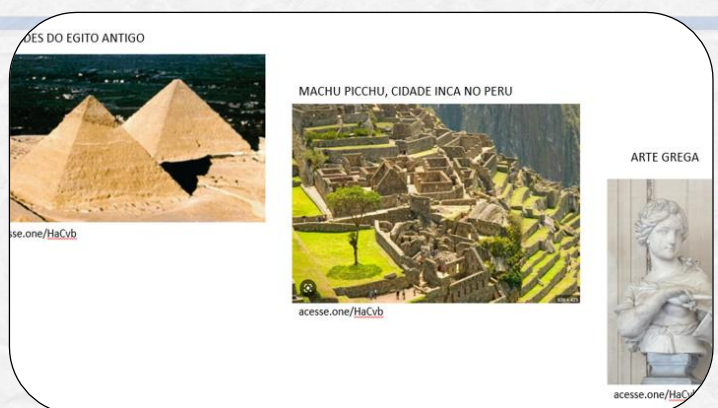 DES DO EGITO ANTIGO
MACHU PICCHU, CIDADE INCA NO PERU
ARTE GREGA
sse.one/HaCvb
acesse.one/HaCvb
acesse.one/HaCv